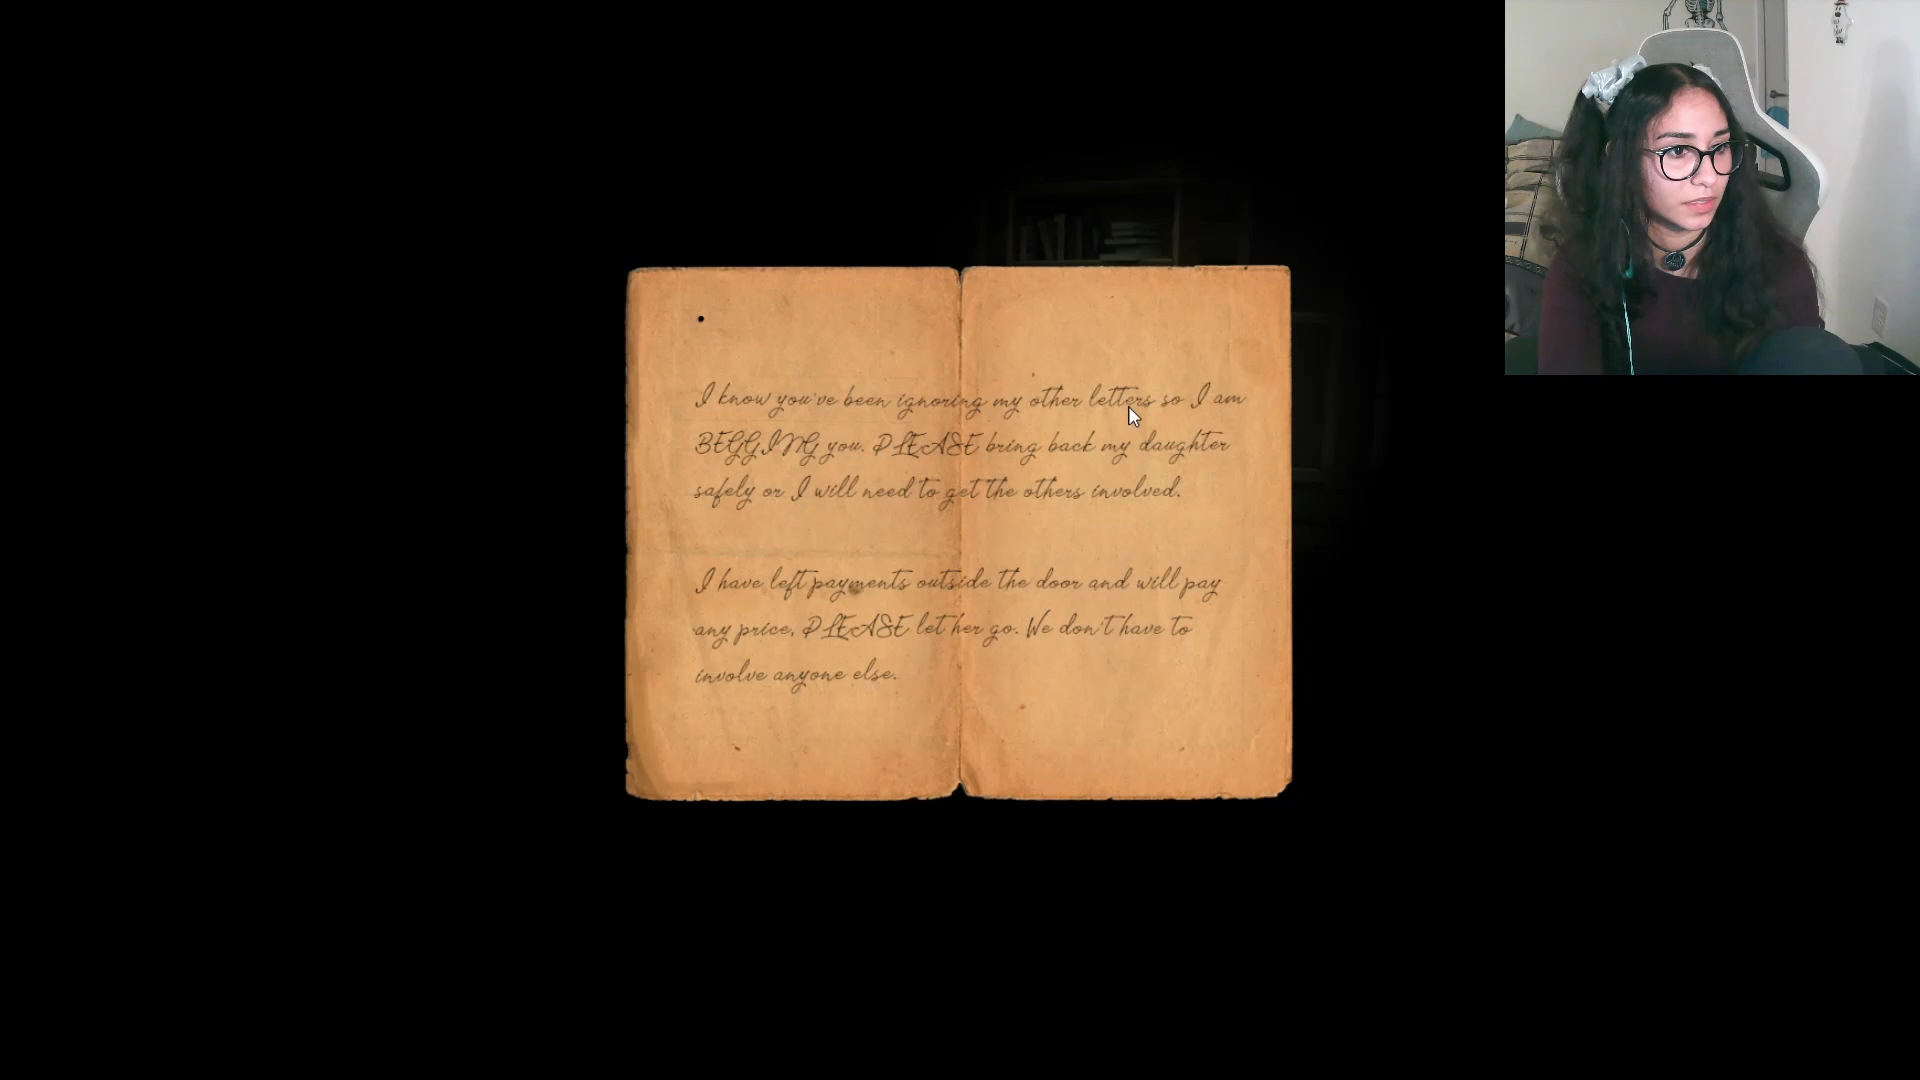 I know you've been ignoring my other letters so I am
BEGGING you. PLEASE bring back my daughter
safely or I will need to get the others involved.
I have left payments outside the door and will pay
any price, PLEASE let her go. We don't have to
involve anyone else.